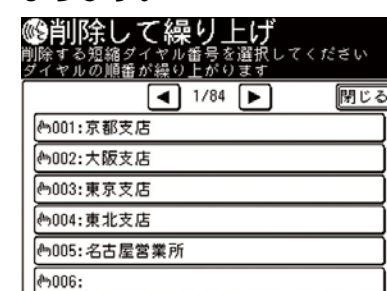 削除して繰り上げ
削除する短縮ダイヤル番号を選択してください
ダイヤルの順番が繰り上がります
◀ 1/84 ▶ 閉じる
001:京都支店
002:大阪支店
003:東京支店
004:東北支店
005:名古屋営業所
006: